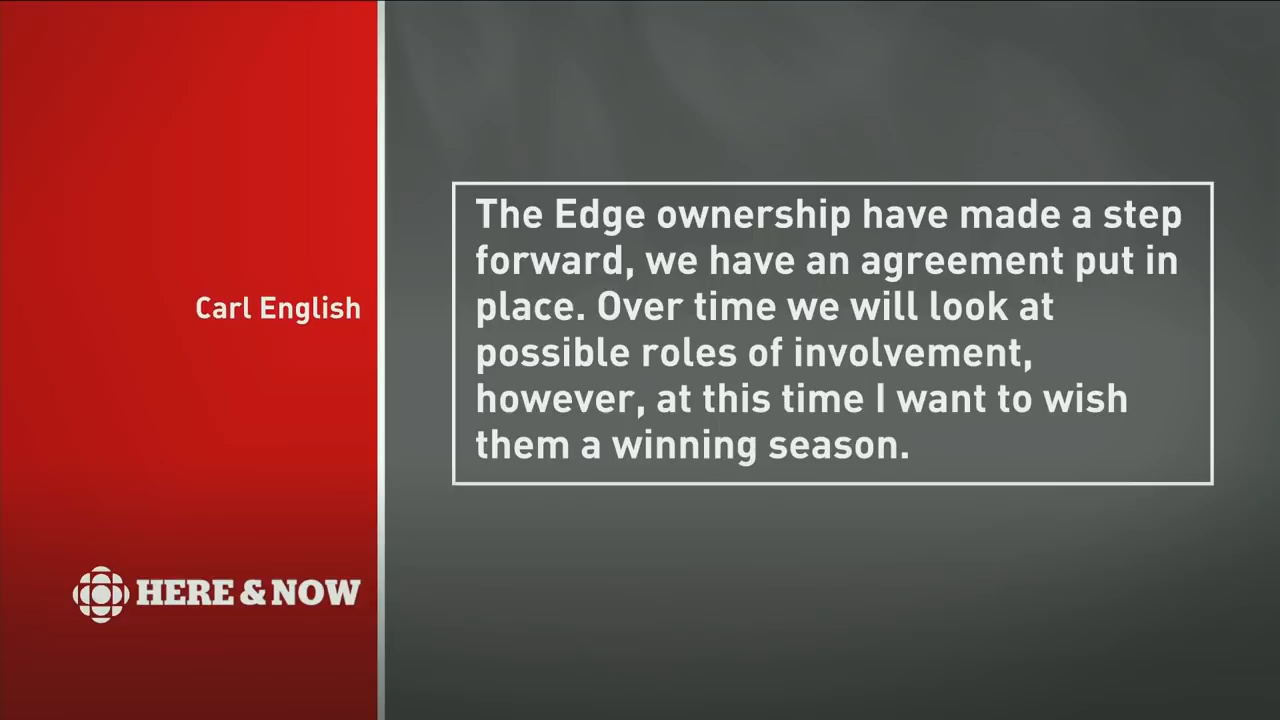 Carl English
The Edge ownership have made a step
forward, we have an agreement put in
place. Over time we will look at
possible roles of involvement,
however, at this time I want to wish
them a winning season.
HERE & NOW